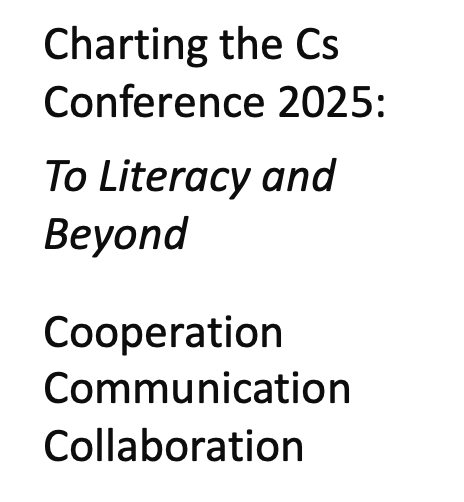 Charting the Cs
Conference 2025:
To Literacy and
Beyond
Cooperation
Communication
Collaboration